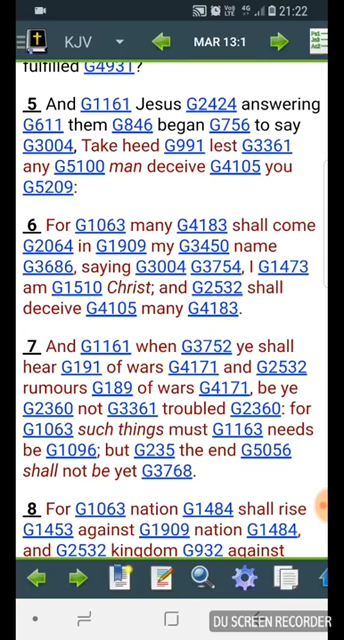 21:22
KJV MAR 13:1
fulfilled G4931?
5 And G1161 Jesus G2424 answering
G611 them G846 began G756 to say
G3004, Take heed G991 lest G3361
any G5100 man deceive G4105 you
G5209:
6 For G1063 many G4183 shall come
G2064 in G1909 my G3450 name
G3686, saying G3004 G3754, I G1473
am G1510 Christ; and G2532 shall
deceive G4105 many G4183.
7 And G1161 when G3752 ye shall
hear G191 of wars G4171 and G2532
rumours G189 of wars G4171, be ye
G2360 not G3361 troubled G2360: for
G1063 such things must G1163 needs
be G1096; but G235 the end G5056
shall not be yet G3768.
8 For G1063 nation G1484 shall rise
G1453 against G1909 nation G1484,
and G2532 kingdom G932 against
DU SCREEN RECORDER